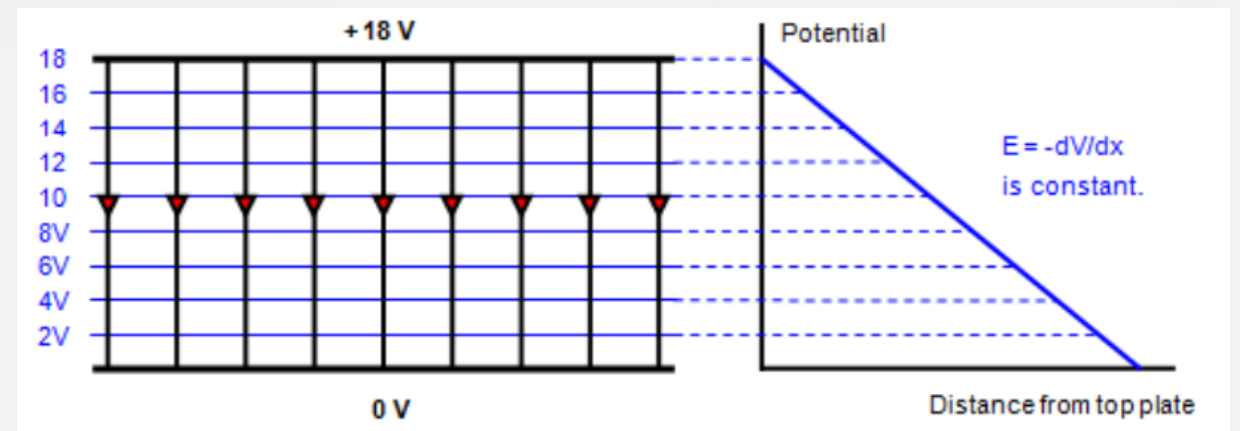 +18 V
18
16
14
12
10
8V
6V
4V
2V
0 V
Potential
E = -dV/dx
is constant.
Distance from top plate